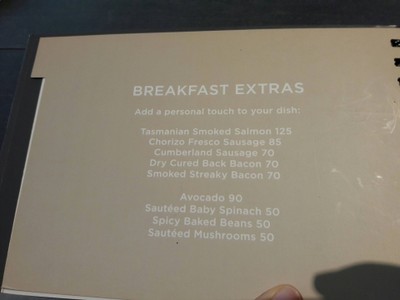 BREAKFAST EXTRAS
Add a personal touch to your dish:
Tasmanian Smoked Salmon 125
Chorizo Fresco Sausage 85
Cumberland Sausage 70
Dry Cured Back Bacon 70
Smoked Streaky Bacon 70
Avocado 90
Sautéed Baby Spinach 50
Spicy Baked Beans 50
Sautéed Mushrooms 50